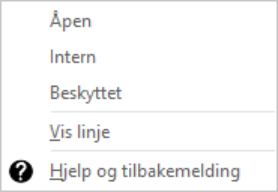 Åpen
Intern
Beskyttet
Vis linje
Hjelp og tilbakemelding